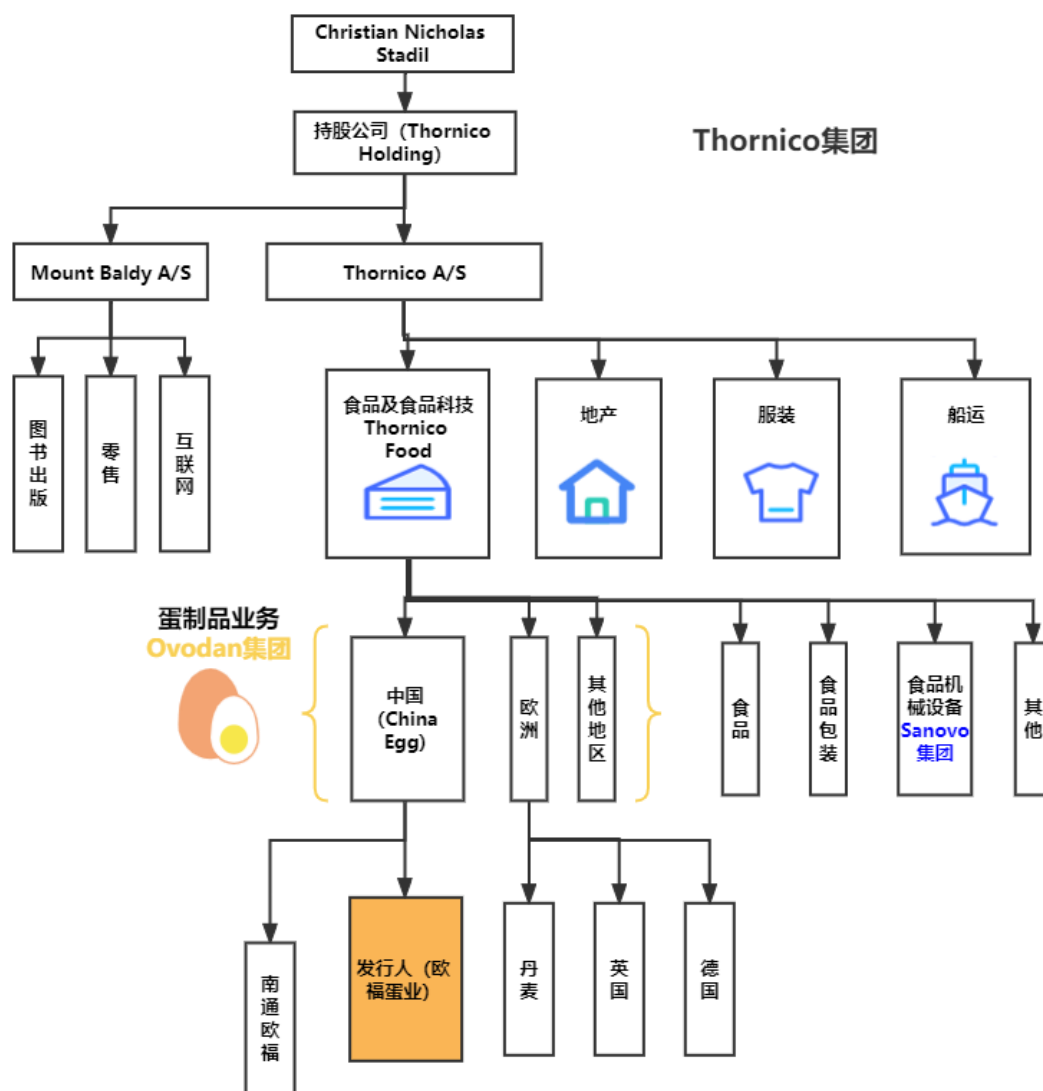 Christian Nicholas
Stadil
持股公司（Thornico
Holding）
Thornico集团
Mount Baldy A/S
Thornico A/S
图
书
出
版
零
售
互
联
网
食品及食品科技
Thornico
Food
地产
服装
船运
蛋制品业务
Ovodan集团
中国
（China
Egg）
欧
洲
其
他
地
区
食
品
食
品
包
装
食品机
械设备
Sanovo
集团
其
他
南
通
欧
福
发行人（欧
福蛋业）
丹
麦
英
国
德
国